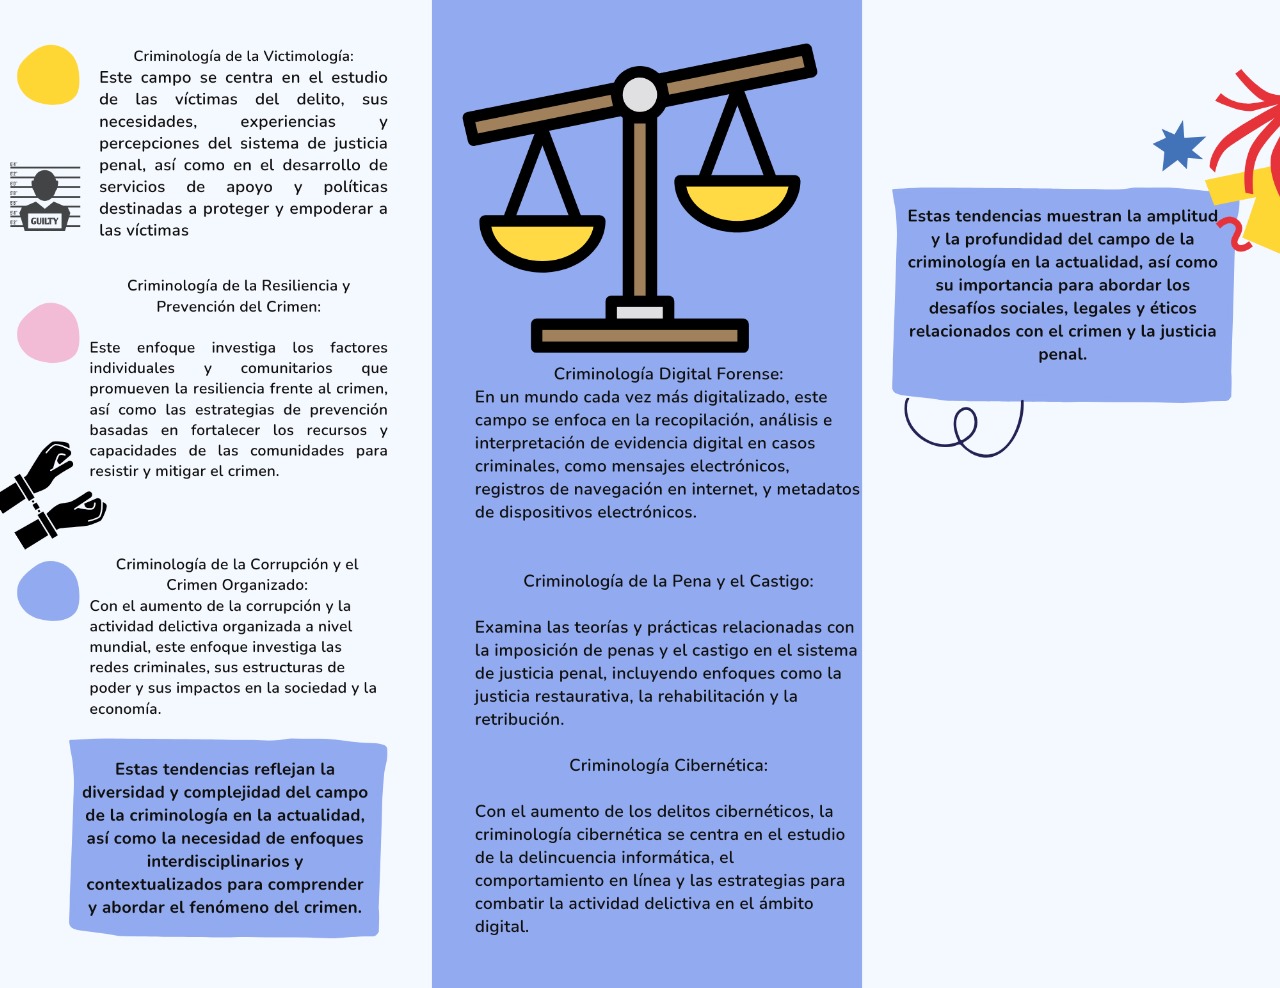 Criminología de la Victimología:
Este campo se centra en el estudio
de las víctimas del delito, sus
necesidades, experiencias y
percepciones del sistema de justicia
penal, así como en el desarrollo de
servicios de apoyo y políticas
destinadas a proteger y empoderar a
las víctimas
GUILTY
Criminología de la Resiliencia y
Prevención del Crimen:
Este enfoque investiga los factores
individuales y comunitarios que
promueven la resiliencia frente al crimen,
así como las estrategias de prevención
basadas en fortalecer los recursos y
capacidades de las comunidades para
resistir y mitigar el crimen.
Criminología de la Corrupción y el
Crimen Organizado:
Con el aumento de la corrupción y la
actividad delictiva organizada a nivel
mundial, este enfoque investiga las
redes criminales, sus estructuras de
poder y sus impactos en la sociedad y la
economía.
Estas tendencias reflejan la
diversidad y complejidad del campo
de la criminología en la actualidad,
así como la necesidad de enfoques
interdisciplinarios y
contextualizados para comprender
y abordar el fenómeno del crimen.
Criminología Digital Forense:
En un mundo cada vez más digitalizado, este
campo se enfoca en la recopilación, análisis e
interpretación de evidencia digital en casos
criminales, como mensajes electrónicos,
registros de navegación en internet, y metadatos
de dispositivos electrónicos.
Criminología de la Pena y el Castigo:
Examina las teorías y prácticas relacionadas con
la imposición de penas y el castigo en el sistema
de justicia penal, incluyendo enfoques como la
justicia restaurativa, la rehabilitación y la
retribución.
Criminología Cibernética:
Con el aumento de los delitos cibernéticos, la
criminología cibernética se centra en el estudio
de la delincuencia informática, el
comportamiento en línea y las estrategias para
combatir la actividad delictiva en el ámbito
digital.
Estas tendencias muestran la amplitud
y la profundidad del campo de la
criminología en la actualidad, así como
su importancia para abordar los
desafíos sociales, legales y éticos
relacionados con el crimen y la justicia
penal.